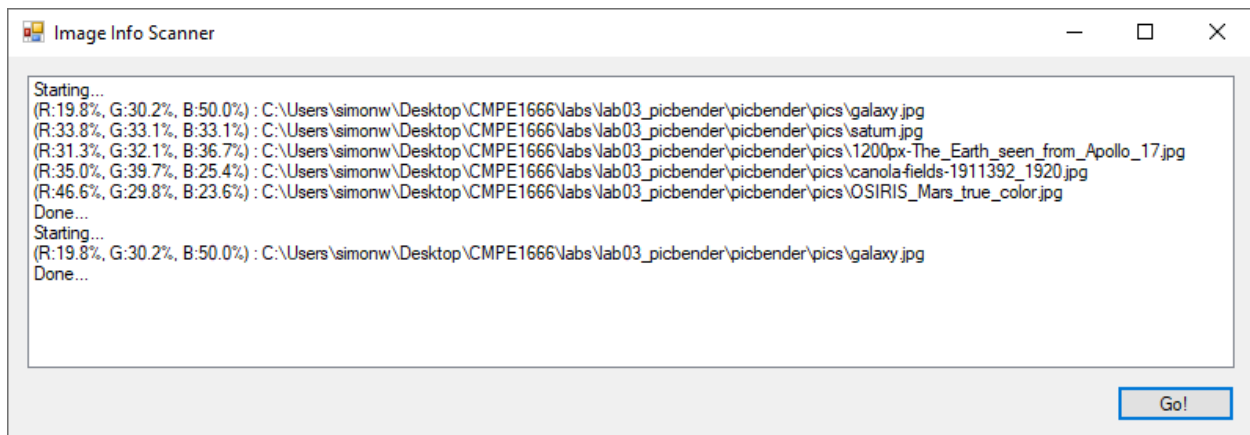 Image Info Scanner
Starting...
(R:19.8%, G:30.2%, B:50.0%) : C:\Users\simonw\Desktop\CMPE1666\labs\lab03_picbender\picbender\pics\galaxy.jpg
(R:33.8%, G:33.1%, B:33.1%) : C:\Users\simonw\Desktop\CMPE1666\labs\lab03_picbender\picbender\pics\saturn.jpg
(R:31.3%, G:32.1%, B:36.7%) : C:\Users\simonw\Desktop\CMPE1666\labs\lab03_picbender\picbender\pics\1200px-The_Earth_seen_from_Apollo_17.jpg
(R:35.0%, G:39.7%, B:25.4%) : C:\Users\simonw\Desktop\CMPE1666\labs\lab03_picbender\picbender\pics\canola-fields-1911392_1920.jpg
(R:46.6%, G:29.8%, B:23.6%) : C:\Users\simonw\Desktop\CMPE1666\labs\lab03_picbender\picbender\pics\OSIRIS_Mars_true_color.jpg
Done...
Starting...
(R:19.8%, G:30.2%, B:50.0%) : C:\Users\simonw\Desktop\CMPE1666\labs\lab03_picbender\picbender\pics\galaxy.jpg
Done...
Go!